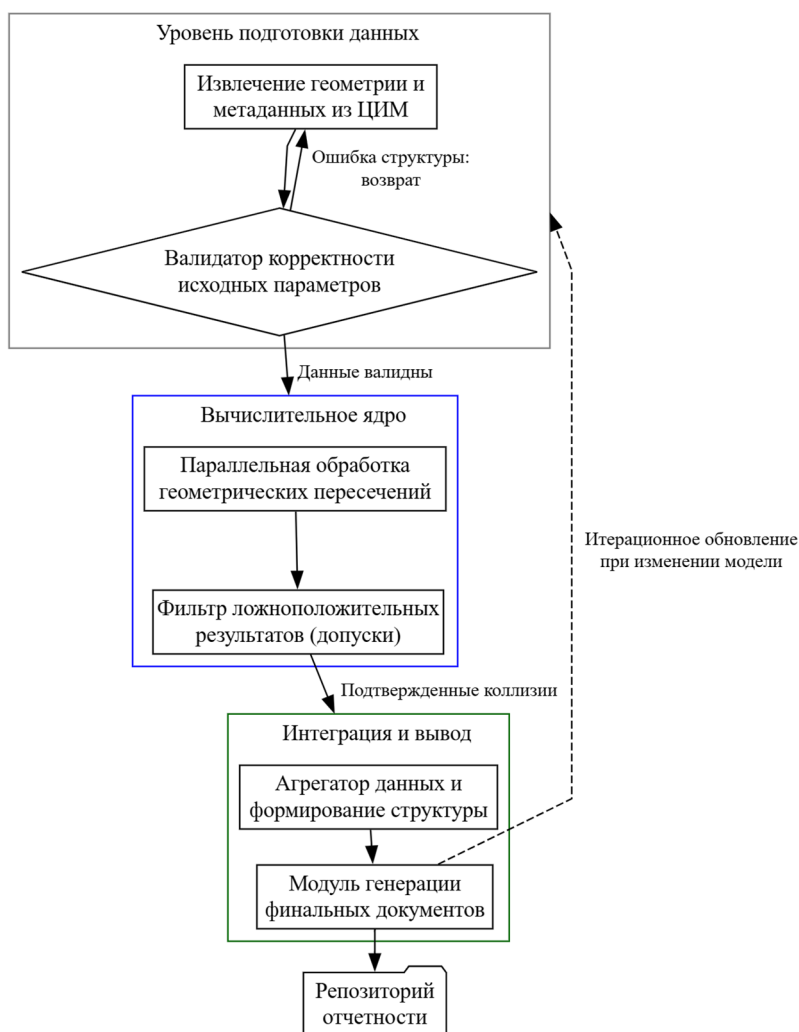 Уровень подготовки данных
Извлечение геометрии и
метаданных из ЦИМ
Ошибка структуры:
возврат
Валидатор корректности
исходных параметров
Данные валидны
Вычислительное ядро
Параллельная обработка
геометрических пересечений
Итерационное обновление
при изменении модели
Фильтр ложноположительных
результатов (допуски)
Подтвержденные коллизии
Интеграция и вывод
Агрегатор данных и
формирование структуры
Модуль генерации
финальных документов
Репозиторий
отчетности